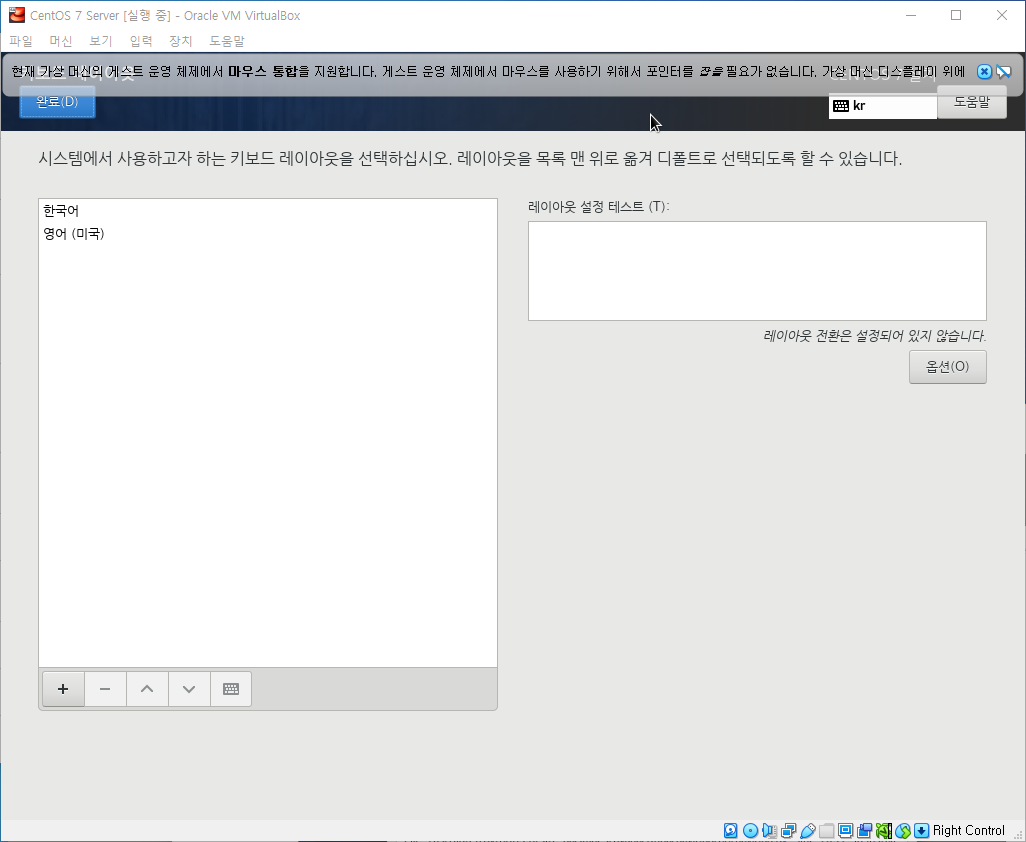 CentOS 7 Server [실행 중] - Oracle VM VirtualBox
파일 머신 보기 입력 장치 도움말
현재 가상 머신의 게스트 운영 체제에서 마우스 통합을 지원합니다. 게스트 운영 체제에서 마우스를 사용하기 위해서 포인터를 잡을 필요가 없습니다. 가상 머신 디스플레이 위에
완료(D)
kr
도움말
시스템에서 사용하고자 하는 키보드 레이아웃을 선택하십시오. 레이아웃을 목록 맨 위로 옮겨 디폴트로 선택되도록 할 수 있습니다.
한국어
영어 (미국)
레이아웃 설정 테스트 (T):
레이아웃 전환은 설정되어 있지 않습니다.
옵션(O)
Right Control